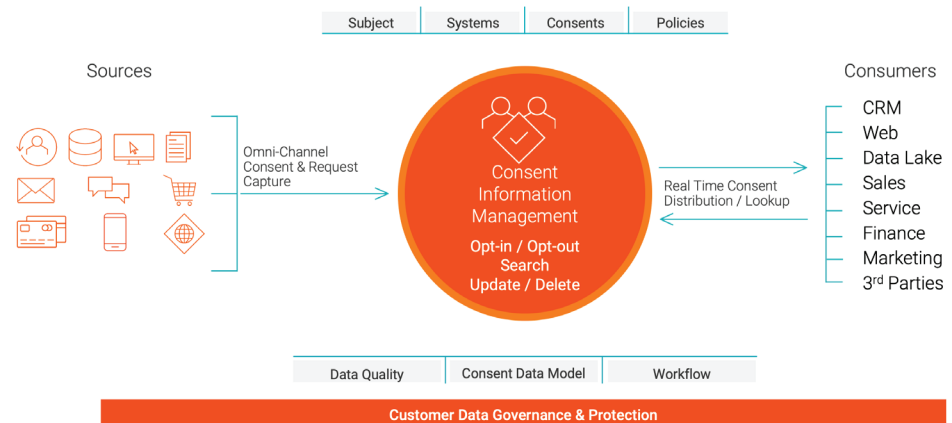 Subject Systems Consents Policies
Sources
Consumers
Omni-Channel
Consent & Request
Capture
Consent
Information
Management
Opt-in / Opt-out
Search
Update / Delete
Real Time Consent
Distribution / Lookup
CRM
Web
Data Lake
Sales
Service
Finance
Marketing
3rd Parties
Data Quality Consent Data Model Workflow
Customer Data Governance & Protection